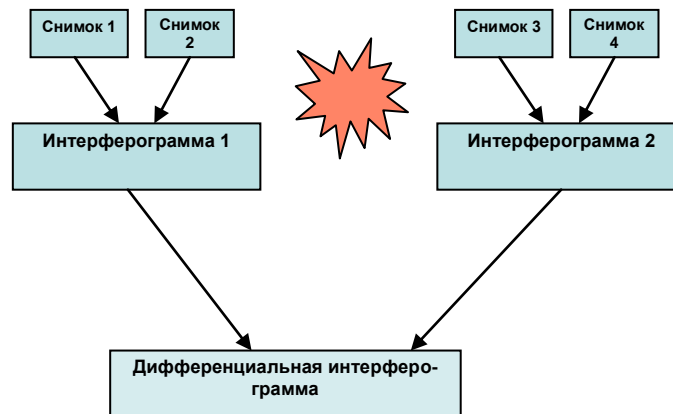 Снимок 1
Снимок
2
Снимок 3
Снимок
4
Интерферограмма 1
Интерферограмма 2
Дифференциальная интерферо-
грамма